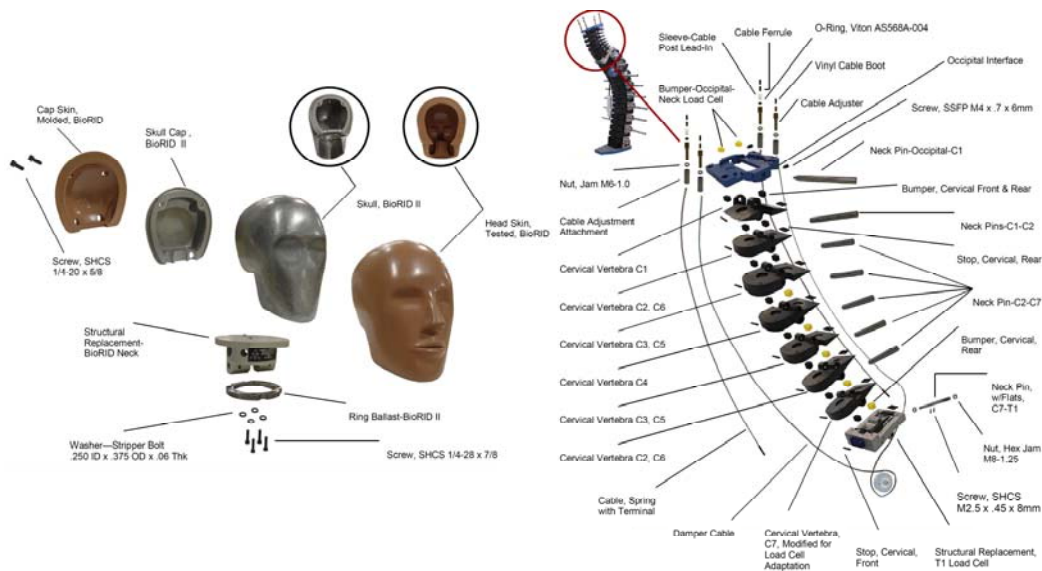 Cap Skin,
Molded, BioRID
Skull Cap ,
BioRID II
Skull, BioRID II
Head Skin,
Tested, BioRID
Screw, SHCS
1/4-20 x 5/8
Structural
Replacement-
BioRID Neck
Ring Ballast-BioRID II
Washer—Stripper Bolt
.250 ID x .375 OD x .06 Thk
Screw, SHCS 1/4-28 x 7/8
Sleeve-Cable
Post Lead-In
Cable Ferrule
O-Ring, Viton AS568A-004
Vinyl Cable Boot
Occipital Interface
Bumper-Occipital-
Neck Load Cell
Cable Adjuster
Screw, SSFP M4 x .7 x 6mm
Neck Pin-Occipital-C1
Nut, Jam M6-1.0
Bumper, Cervical Front & Rear
Cable Adjustment
Attachment
Neck Pins-C1-C2
Cervical Vertebra C1
Stop, Cervical, Rear
Cervical Vertebra C2. C6
Neck Pin-C2-C7
Cervical Vertebra C3, C5
Bumper, Cervical,
Rear
Cervical Vertebra C4
Neck Pin,
w/Flats,
C7-T1
Cervical Vertebra C3, C5
Cervical Vertebra C2, C6
Nut, Hex Jam
M8-1.25
Cable, Spring
with Terminal
Screw, SHCS
M2.5 x .45 x 8mm
Damper Cable
Cervical Vertebra,
C7, Modified for
Load Cell
Adaptation
Stop, Cervical,
Front
Structural Replacement,
T1 Load Cell